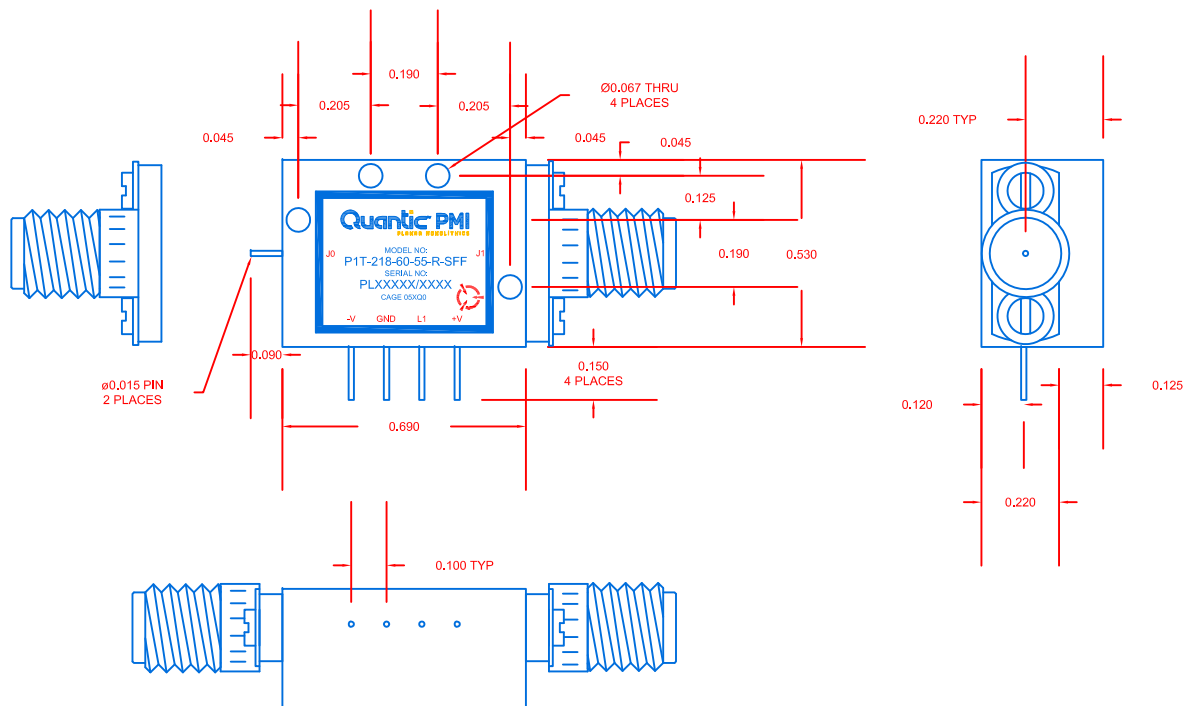 0.190
0.205
0.205
Ø0.067 THRU
4 PLACES
0.045
0.045
0.045
0.220 TYP
0.125
0.190
0.530
Quantic PMI
PLANAR MONOLITHICS
MODEL NO:
J0
J1
P1T-218-60-55-R-SFF
SERIAL NO:
PLXXXXX/XXXX
CAGE 05XQ0
-V GND L1 +V
0.090
0.150
4 PLACES
ø0.015 PIN
2 PLACES
0.690
0.120
0.125
0.220
0.100 TYP